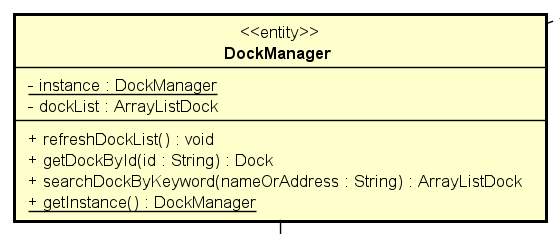 <<entity>>
DockManager
- instance : DockManager
- dockList : ArrayListDock
+ refreshDockList() : void
+ getDockById(id : String) : Dock
+ searchDockByKeyword(nameOrAddress : String) : ArrayListDock
+ getInstance() : DockManager